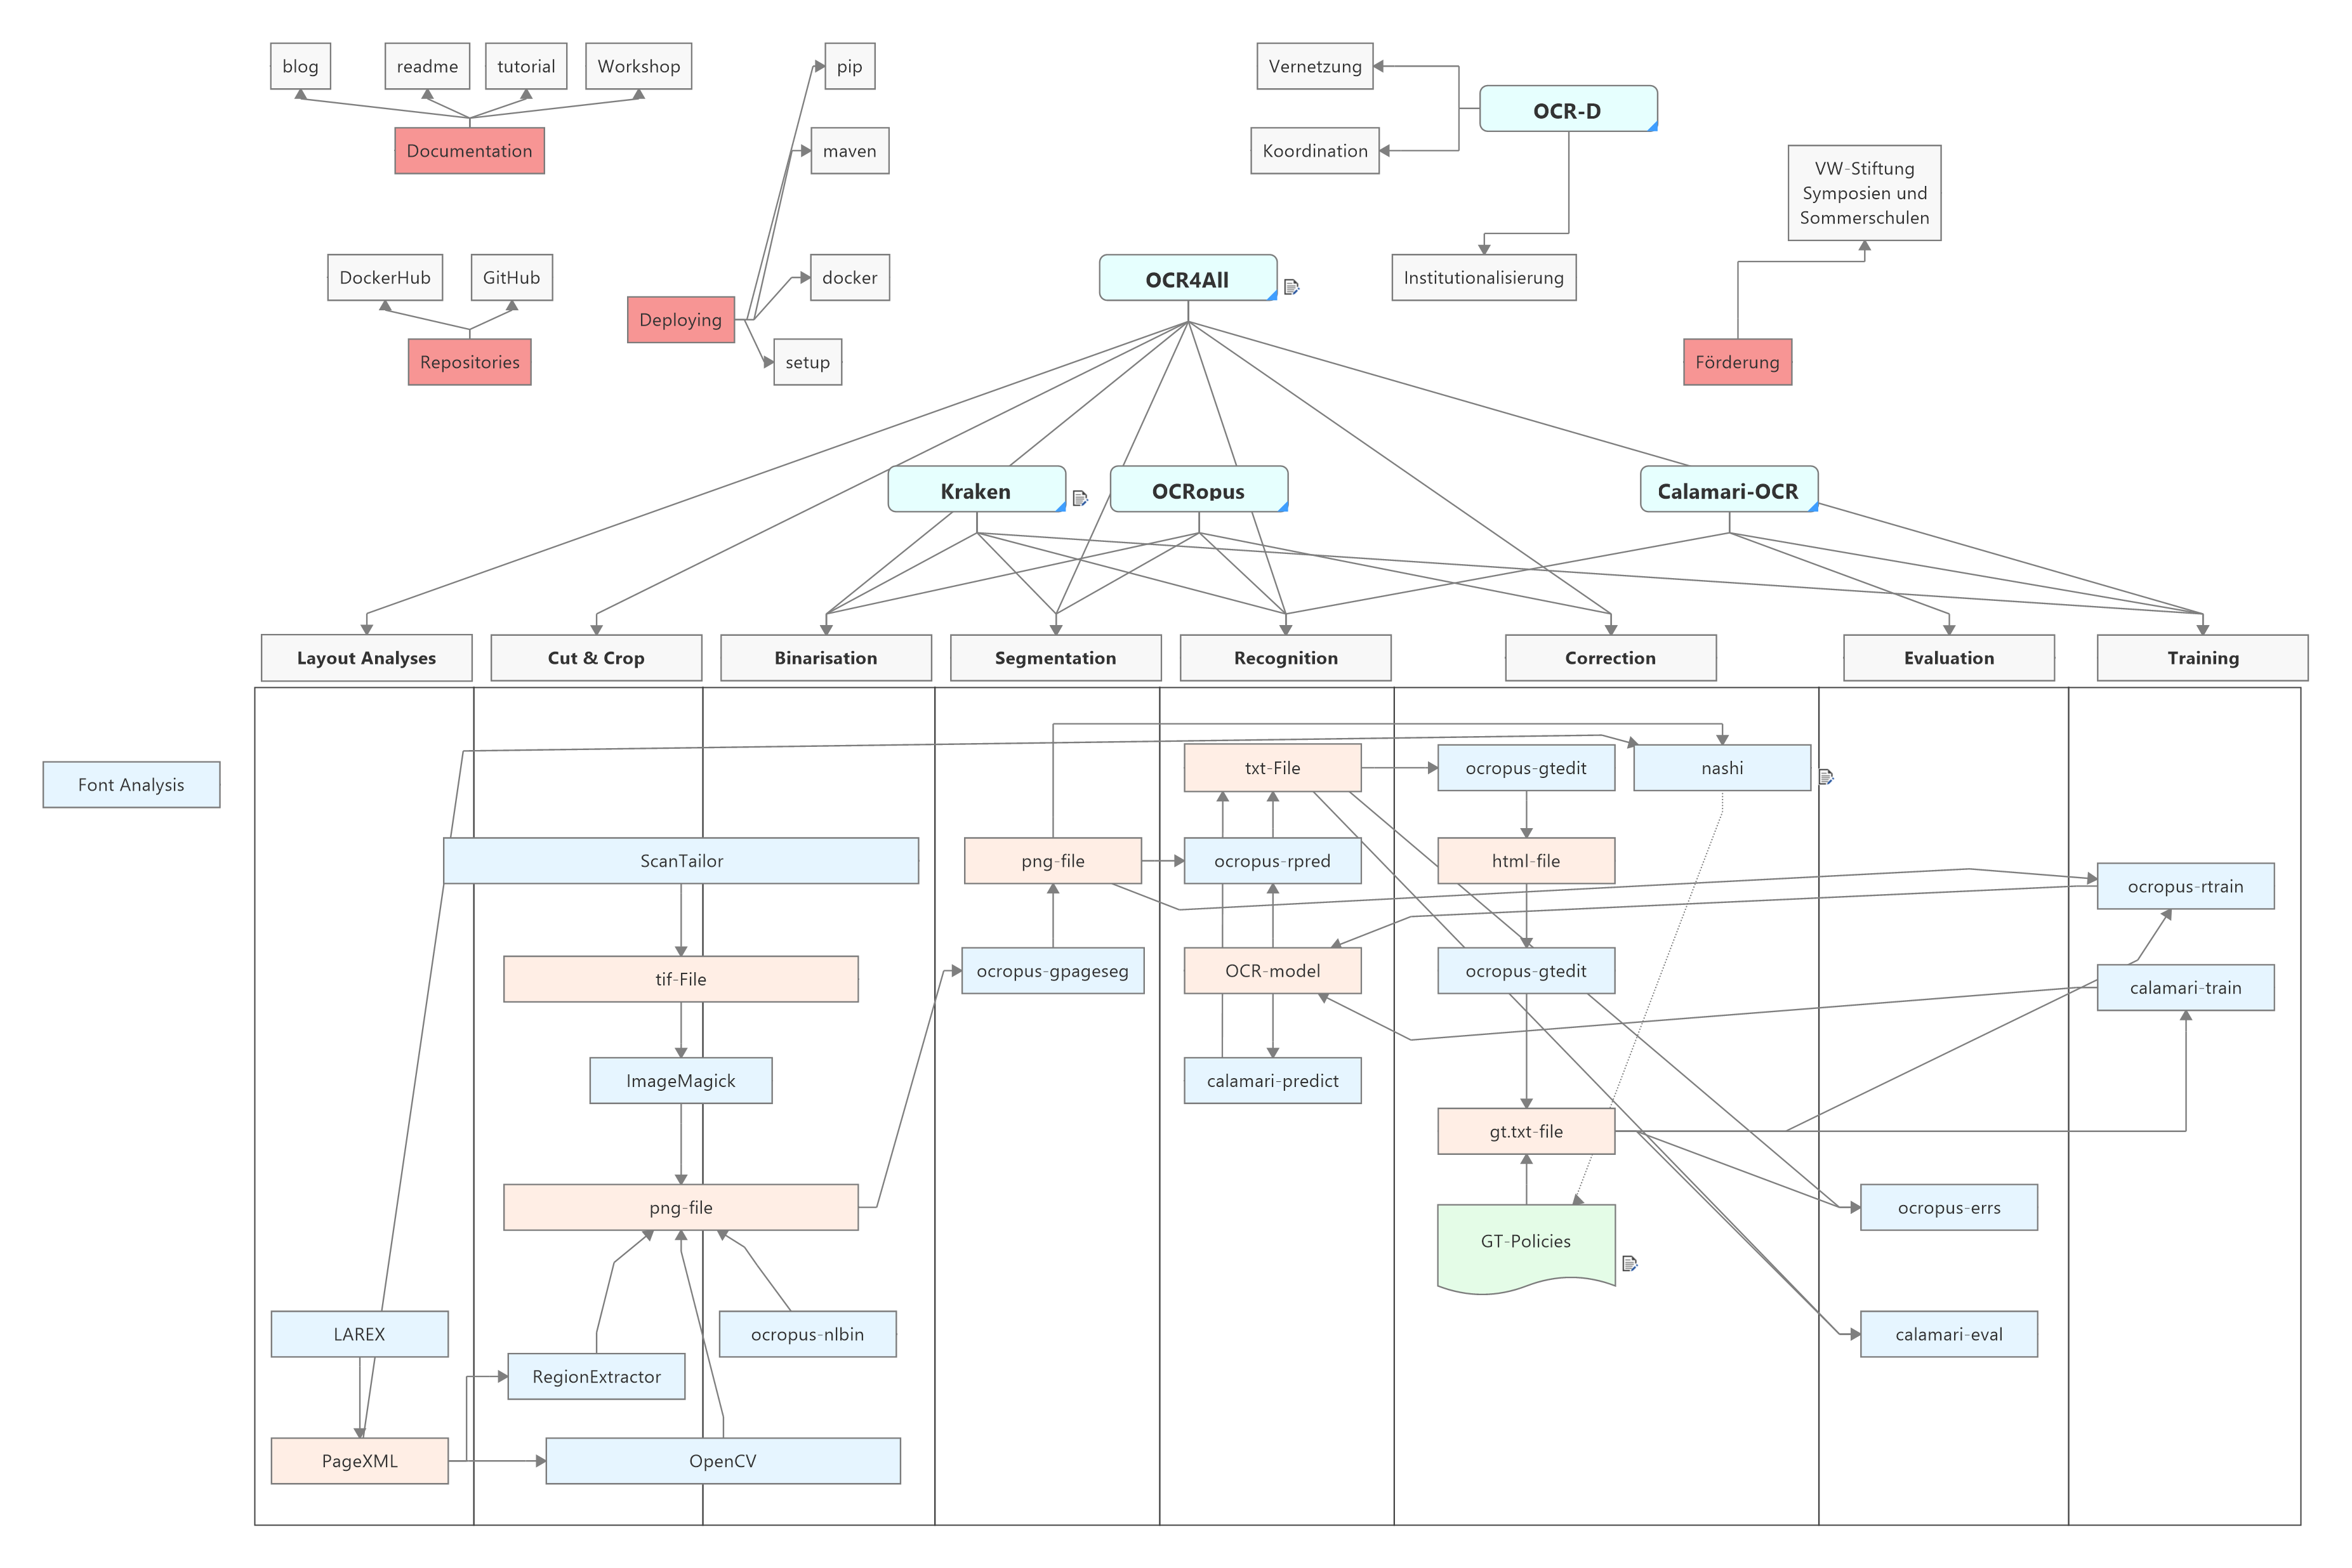 blog
readme
tutorial
Workshop
pip
Vernetzung
OCR-D
Documentation
maven
Koordination
VW-Stiftung
Symposien und
Sommerschulen
DockerHub
GitHub
docker
OCR4All
Institutionalisierung
Deploying
Repositories
setup
Förderung
Kraken
OCRopus
Calamari-OCR
Layout Analyses
Cut & Crop
Binarisation
Segmentation
Recognition
Correction
Evaluation
Training
txt-File
ocropus-gtedit
nashi
Font Analysis
ScanTailor
png-file
ocropus-rpred
html-file
ocropus-rtrain
tif-File
ocropus-gpageseg
OCR-model
ocropus-gtedit
calamari-train
ImageMagick
calamari-predict
gt.txt-file
png-file
ocropus-errs
GT-Policies
LAREX
ocropus-nlbin
calamari-eval
RegionExtractor
PageXML
OpenCV